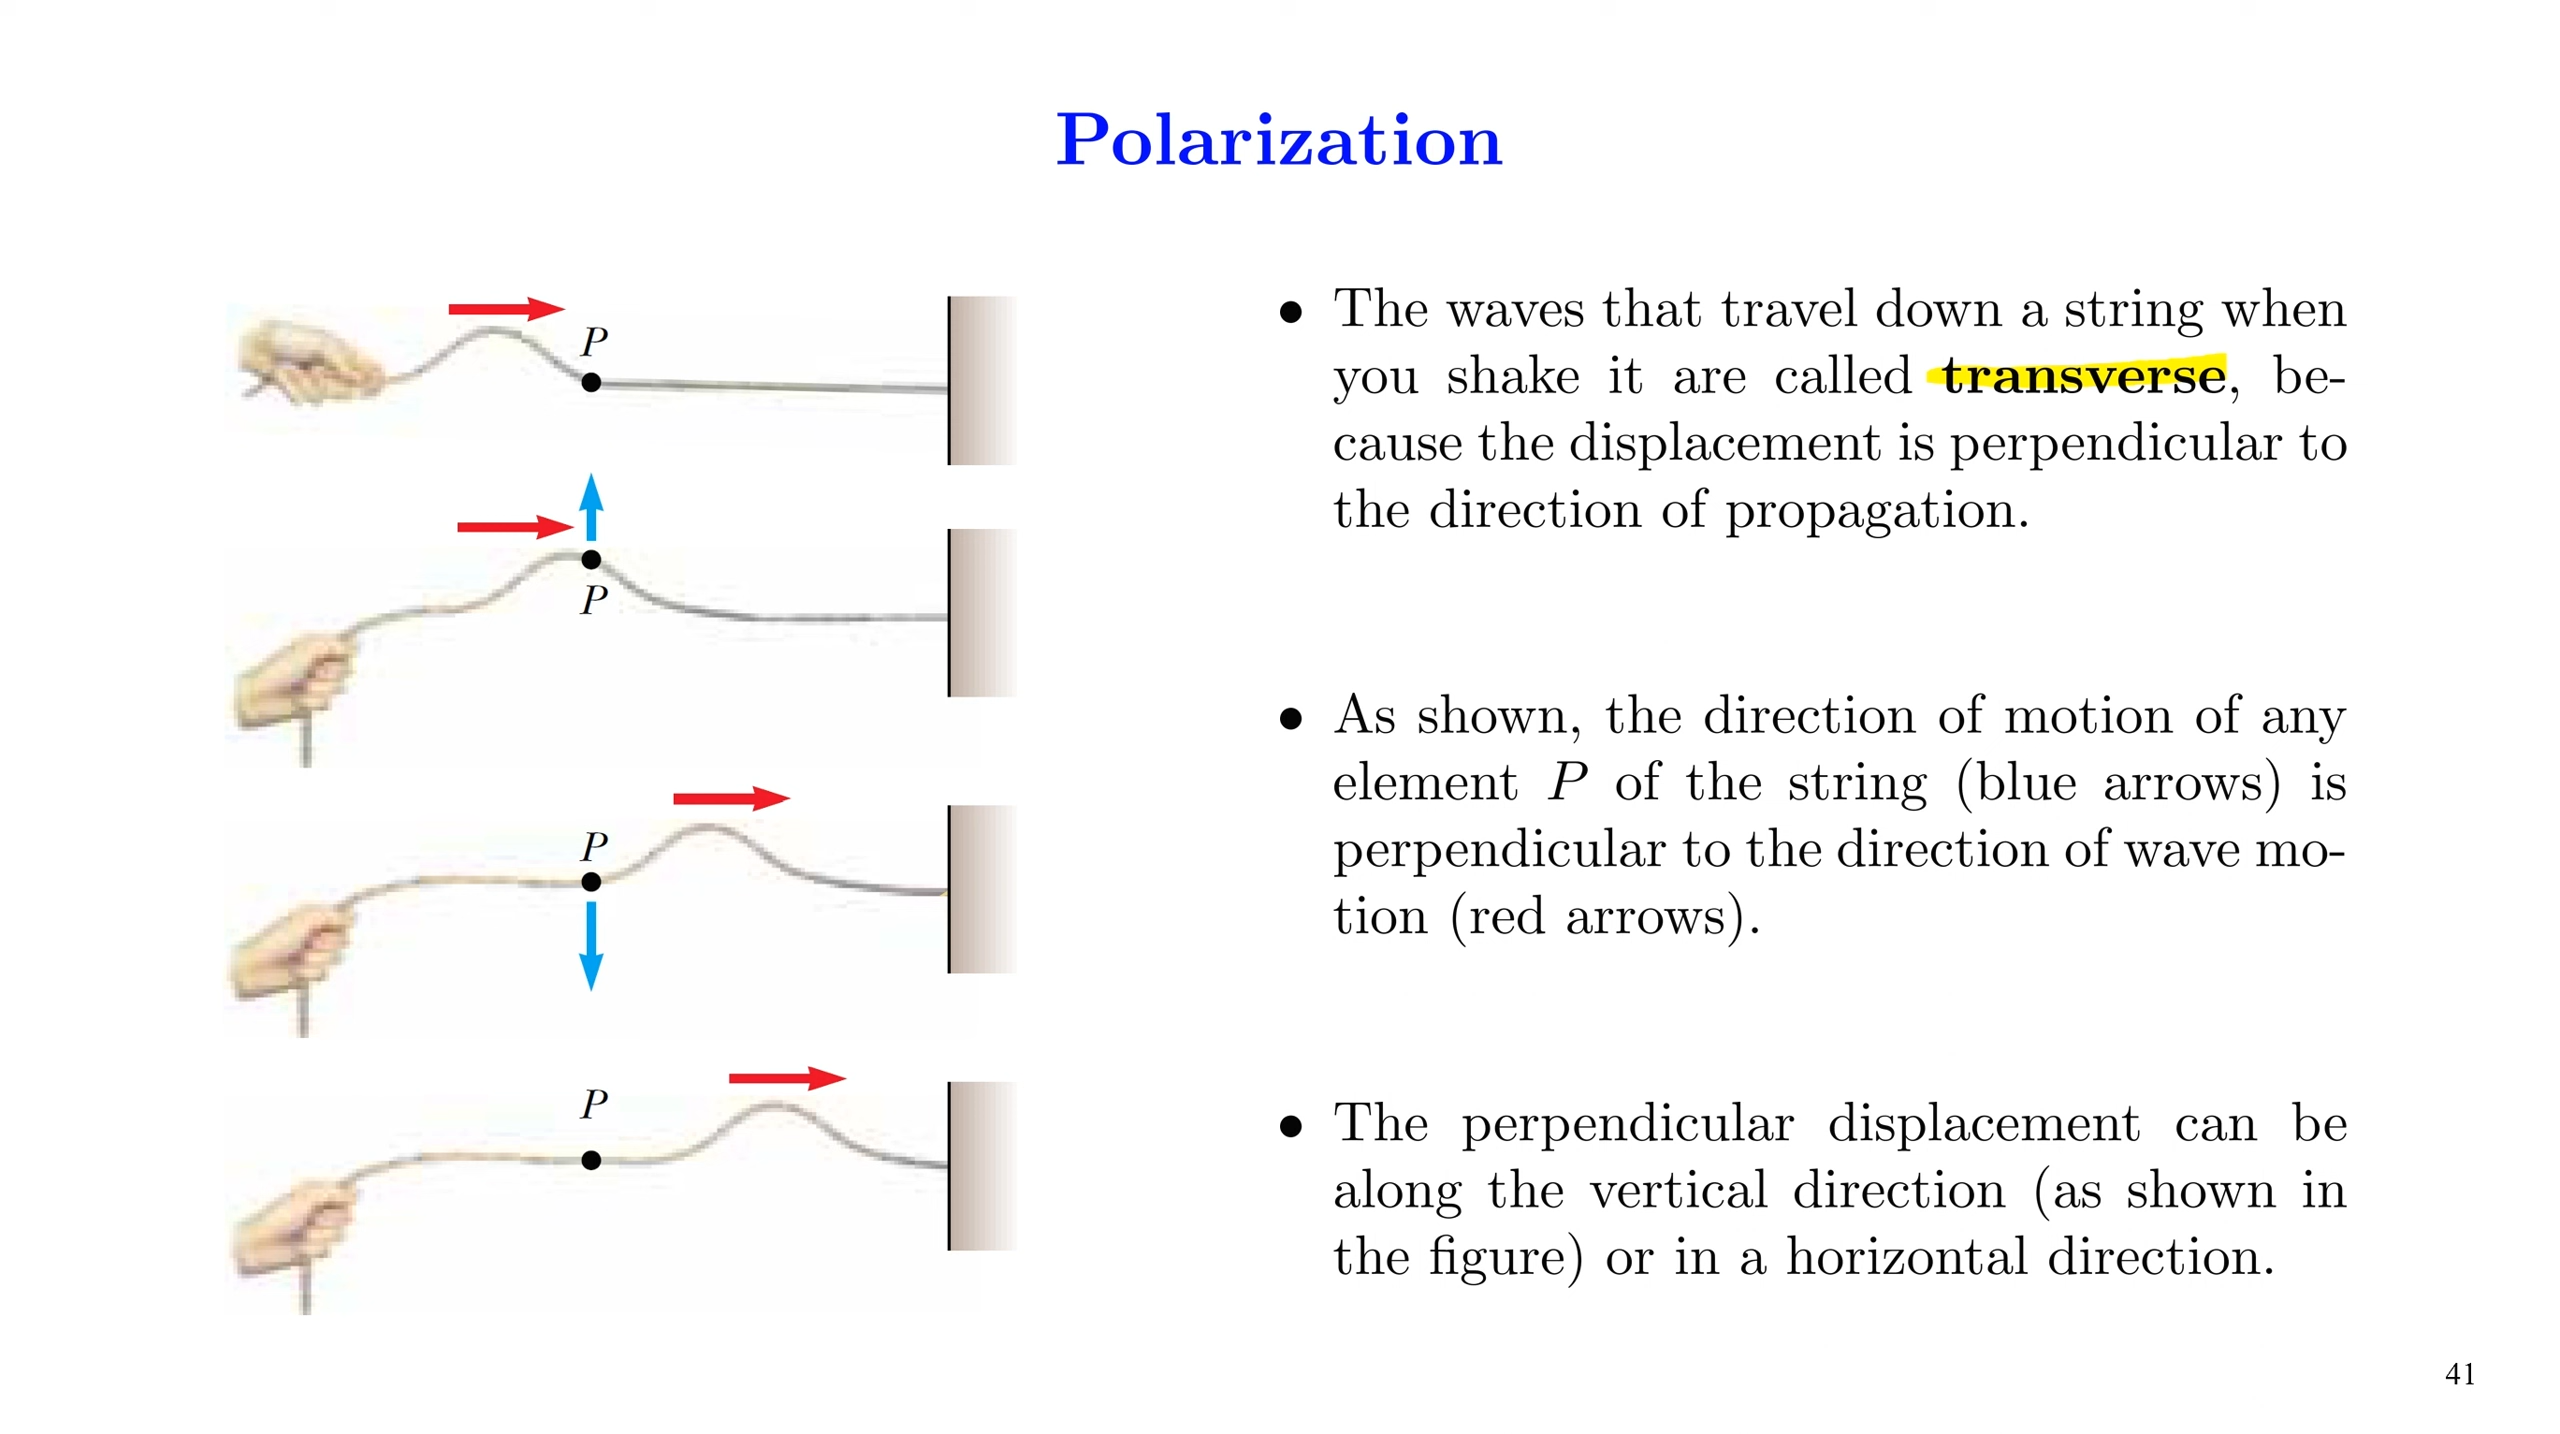 Polarization
P
P
P
P
• The waves that travel down a string when
you shake it are called transverse, be-
cause the displacement is perpendicular to
the direction of propagation.
• As shown, the direction of motion of any
element P of the string (blue arrows) is
perpendicular to the direction of wave mo-
tion (red arrows).
• The perpendicular displacement can be
along the vertical direction (as shown in
the figure) or in a horizontal direction.
41